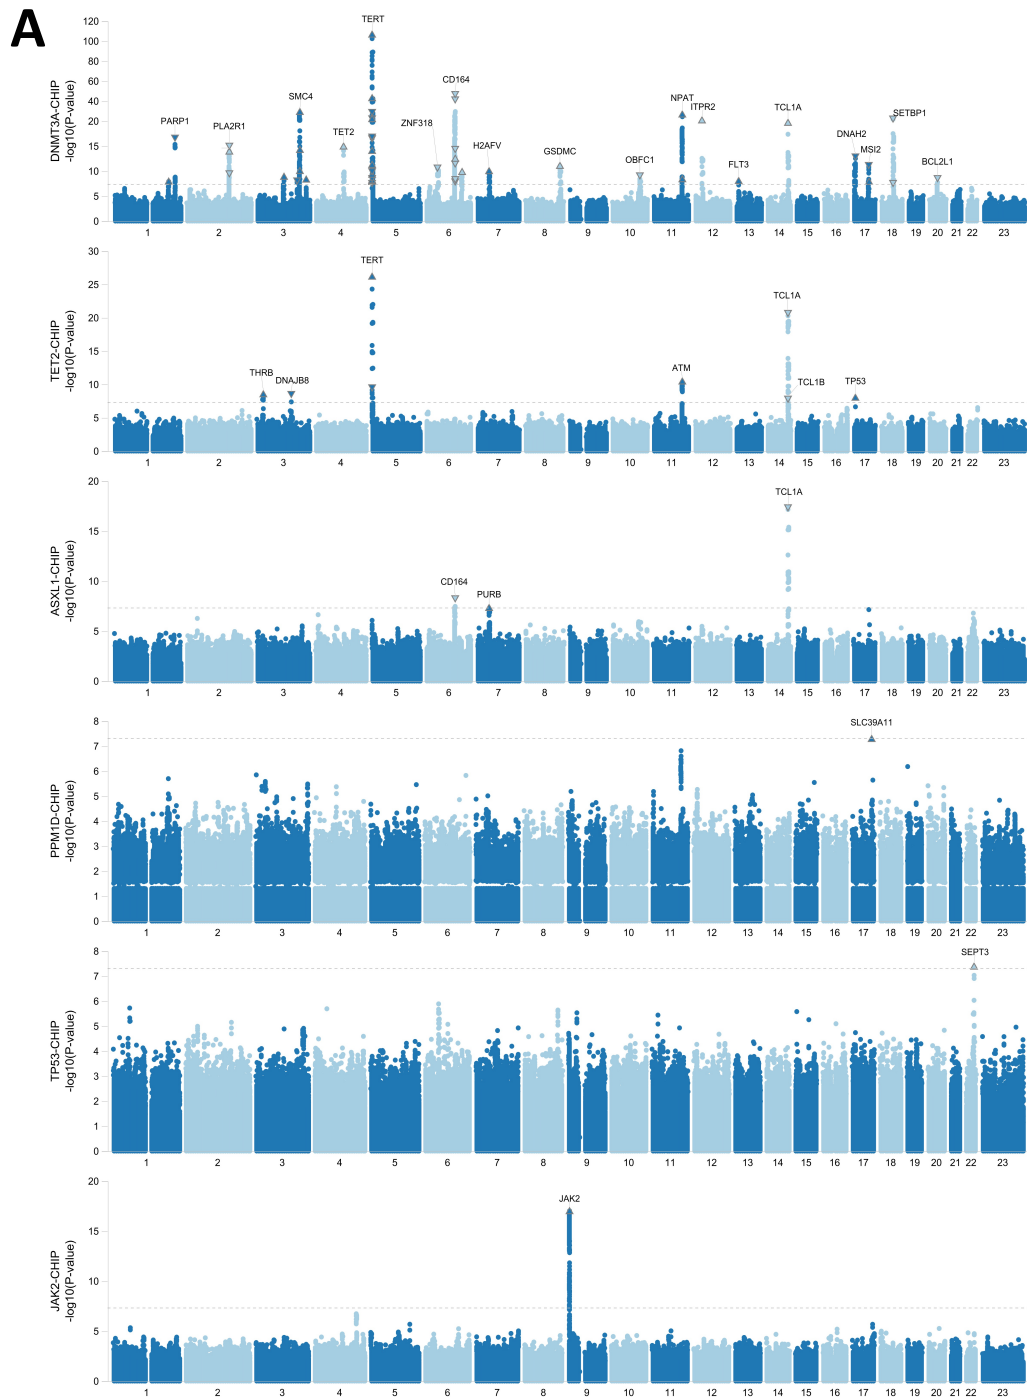 A
DNMT3A-CHIP
-log10(P-value)
120
100
80
60
40
20
15
10
5
0
TERT
CD164
SMC4
NPAT
ITPR2
TCL1A
SETBP1
PARP1
PLA2R1
TET2
ZNF318
H2AFV
GSDMC
OBFC1
FLT3
DNAH2
MSI2
BCL2L1
1 2 3 4 5 6 7 8 9 10 11 12 13 14 15 16 17 18 19 20 21 22 23
TET2-CHIP
-log10(P-value)
30
25
20
15
10
5
0
TERT
TCL1A
THRB
DNAJB8
ATM
TCL1B
TP53
1 2 3 4 5 6 7 8 9 10 11 12 13 14 15 16 17 18 19 20 21 22 23
ASXL1-CHIP
-log10(P-value)
20
15
10
5
0
TCL1A
CD164
PURB
1 2 3 4 5 6 7 8 9 10 11 12 13 14 15 16 17 18 19 20 21 22 23
PPM1D-CHIP
-log10(P-value)
8
7
6
5
4
3
2
1
0
SLC39A11
1 2 3 4 5 6 7 8 9 10 11 12 13 14 15 16 17 18 19 20 21 22 23
TP53-CHIP
-log10(P-value)
8
7
6
5
4
3
2
1
0
SEPT3
1 2 3 4 5 6 7 8 9 10 11 12 13 14 15 16 17 18 19 20 21 22 23
JAK2-CHIP
-log10(P-value)
20
15
10
5
0
JAK2
1 2 3 4 5 6 7 8 9 10 11 12 13 14 15 16 17 18 19 20 21 22 23